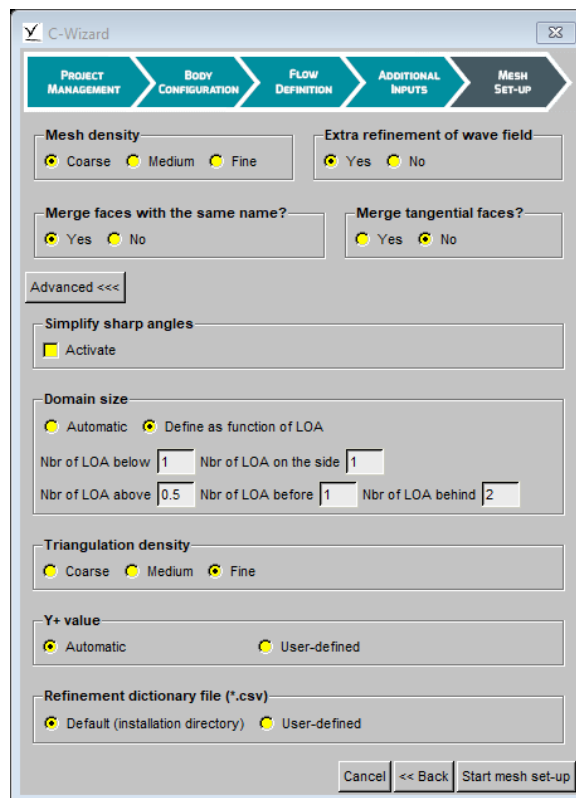 C-Wizard
PROJECT MANAGEMENT
BODY CONFIGURATION
FLOW DEFINITION
ADDITIONAL INPUTS
MESH SET-UP
Mesh density
Coarse Medium Fine
Extra refinement of wave field
Yes No
Merge faces with the same name?
Yes No
Merge tangential faces?
Yes No
Advanced <<<
Simplify sharp angles
Activate
Domain size
Automatic Define as function of LOA
Nbr of LOA below 1 Nbr of LOA on the side 1
Nbr of LOA above 0.5 Nbr of LOA before 1 Nbr of LOA behind 2
Triangulation density
Coarse Medium Fine
Y+ value
Automatic User-defined
Refinement dictionary file (*.csv)
Default (installation directory) User-defined
Cancel << Back Start mesh set-up